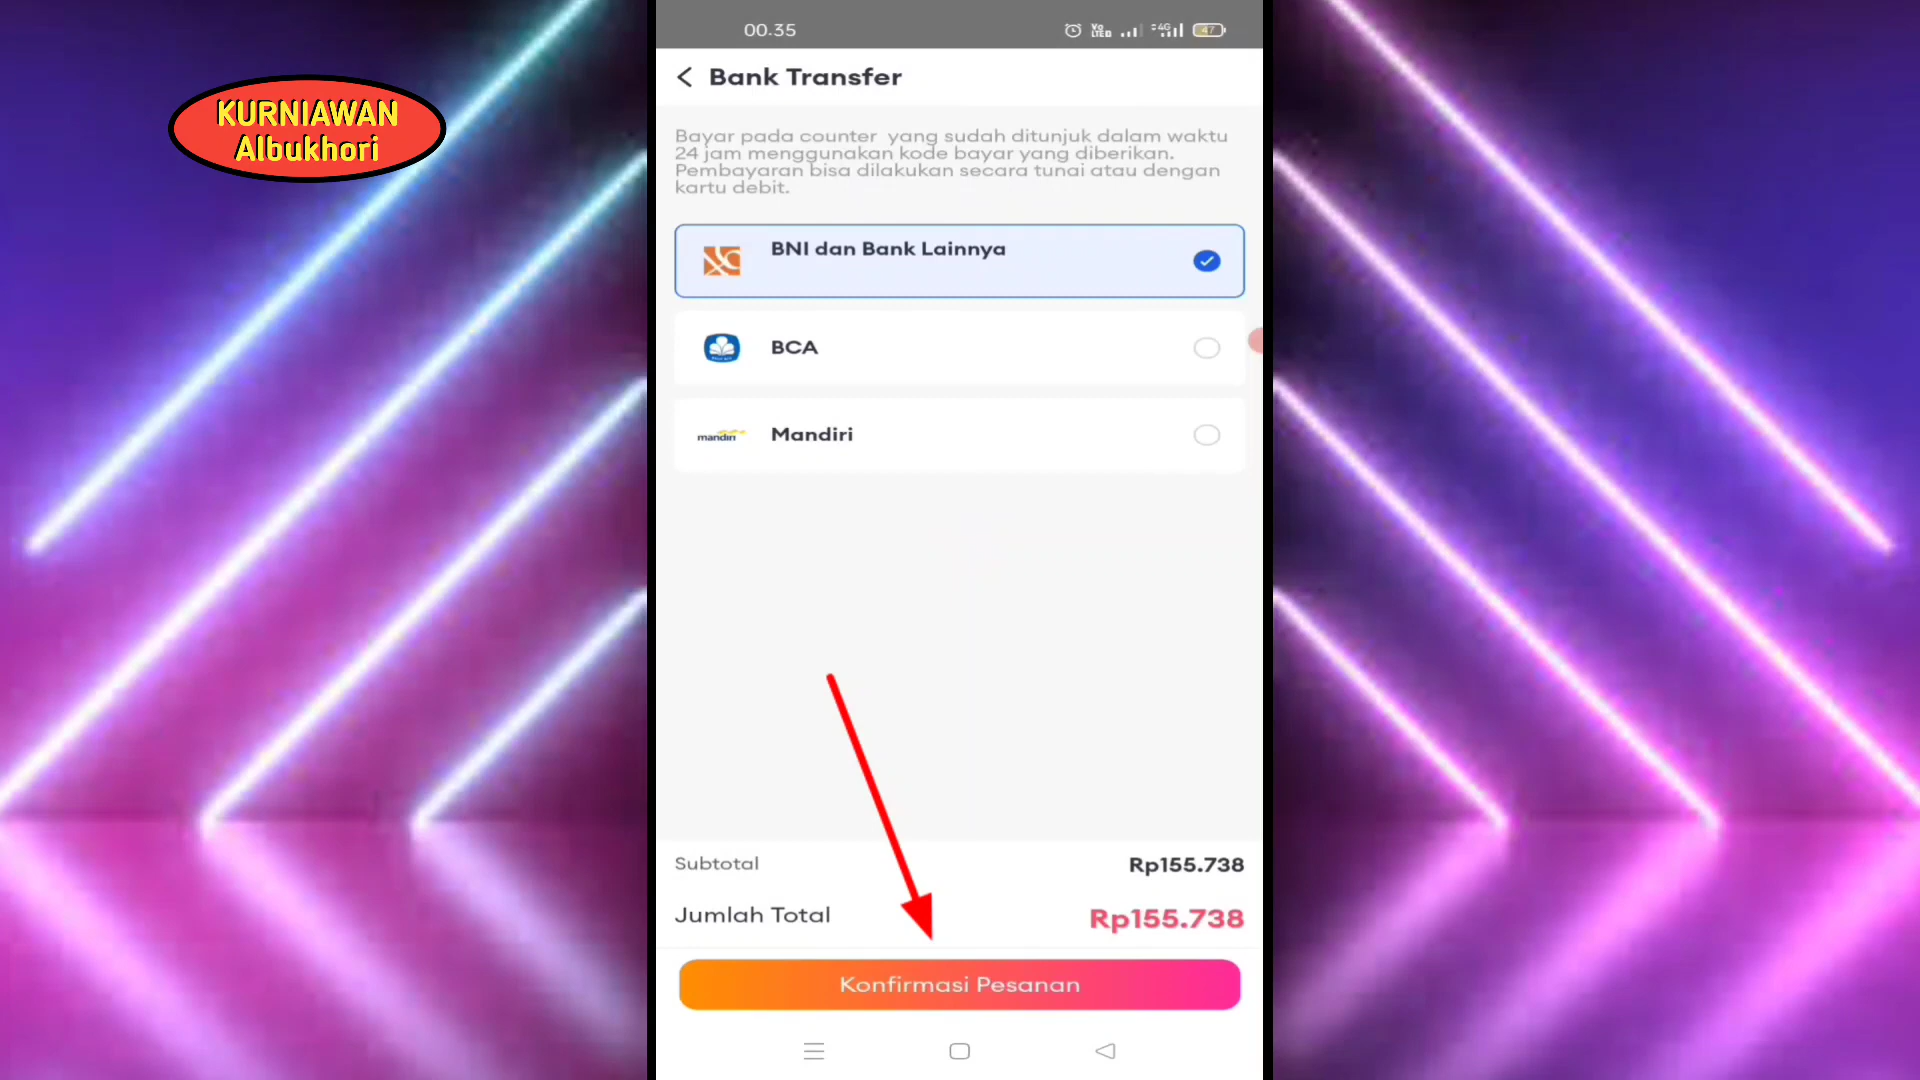 KURNIAWAN
Albukhori
00.35
47
Bank Transfer
Bayar pada counter yang sudah ditunjuk dalam waktu
24 jam menggunakan kode bayar yang diberikan.
Pembayaran bisa dilakukan secara tunai atau dengan
kartu debit.
BNI dan Bank Lainnya
BCA
mandiri Mandiri
Subtotal Rp155.738
Jumlah Total Rp155.738
Konfirmasi Pesanan